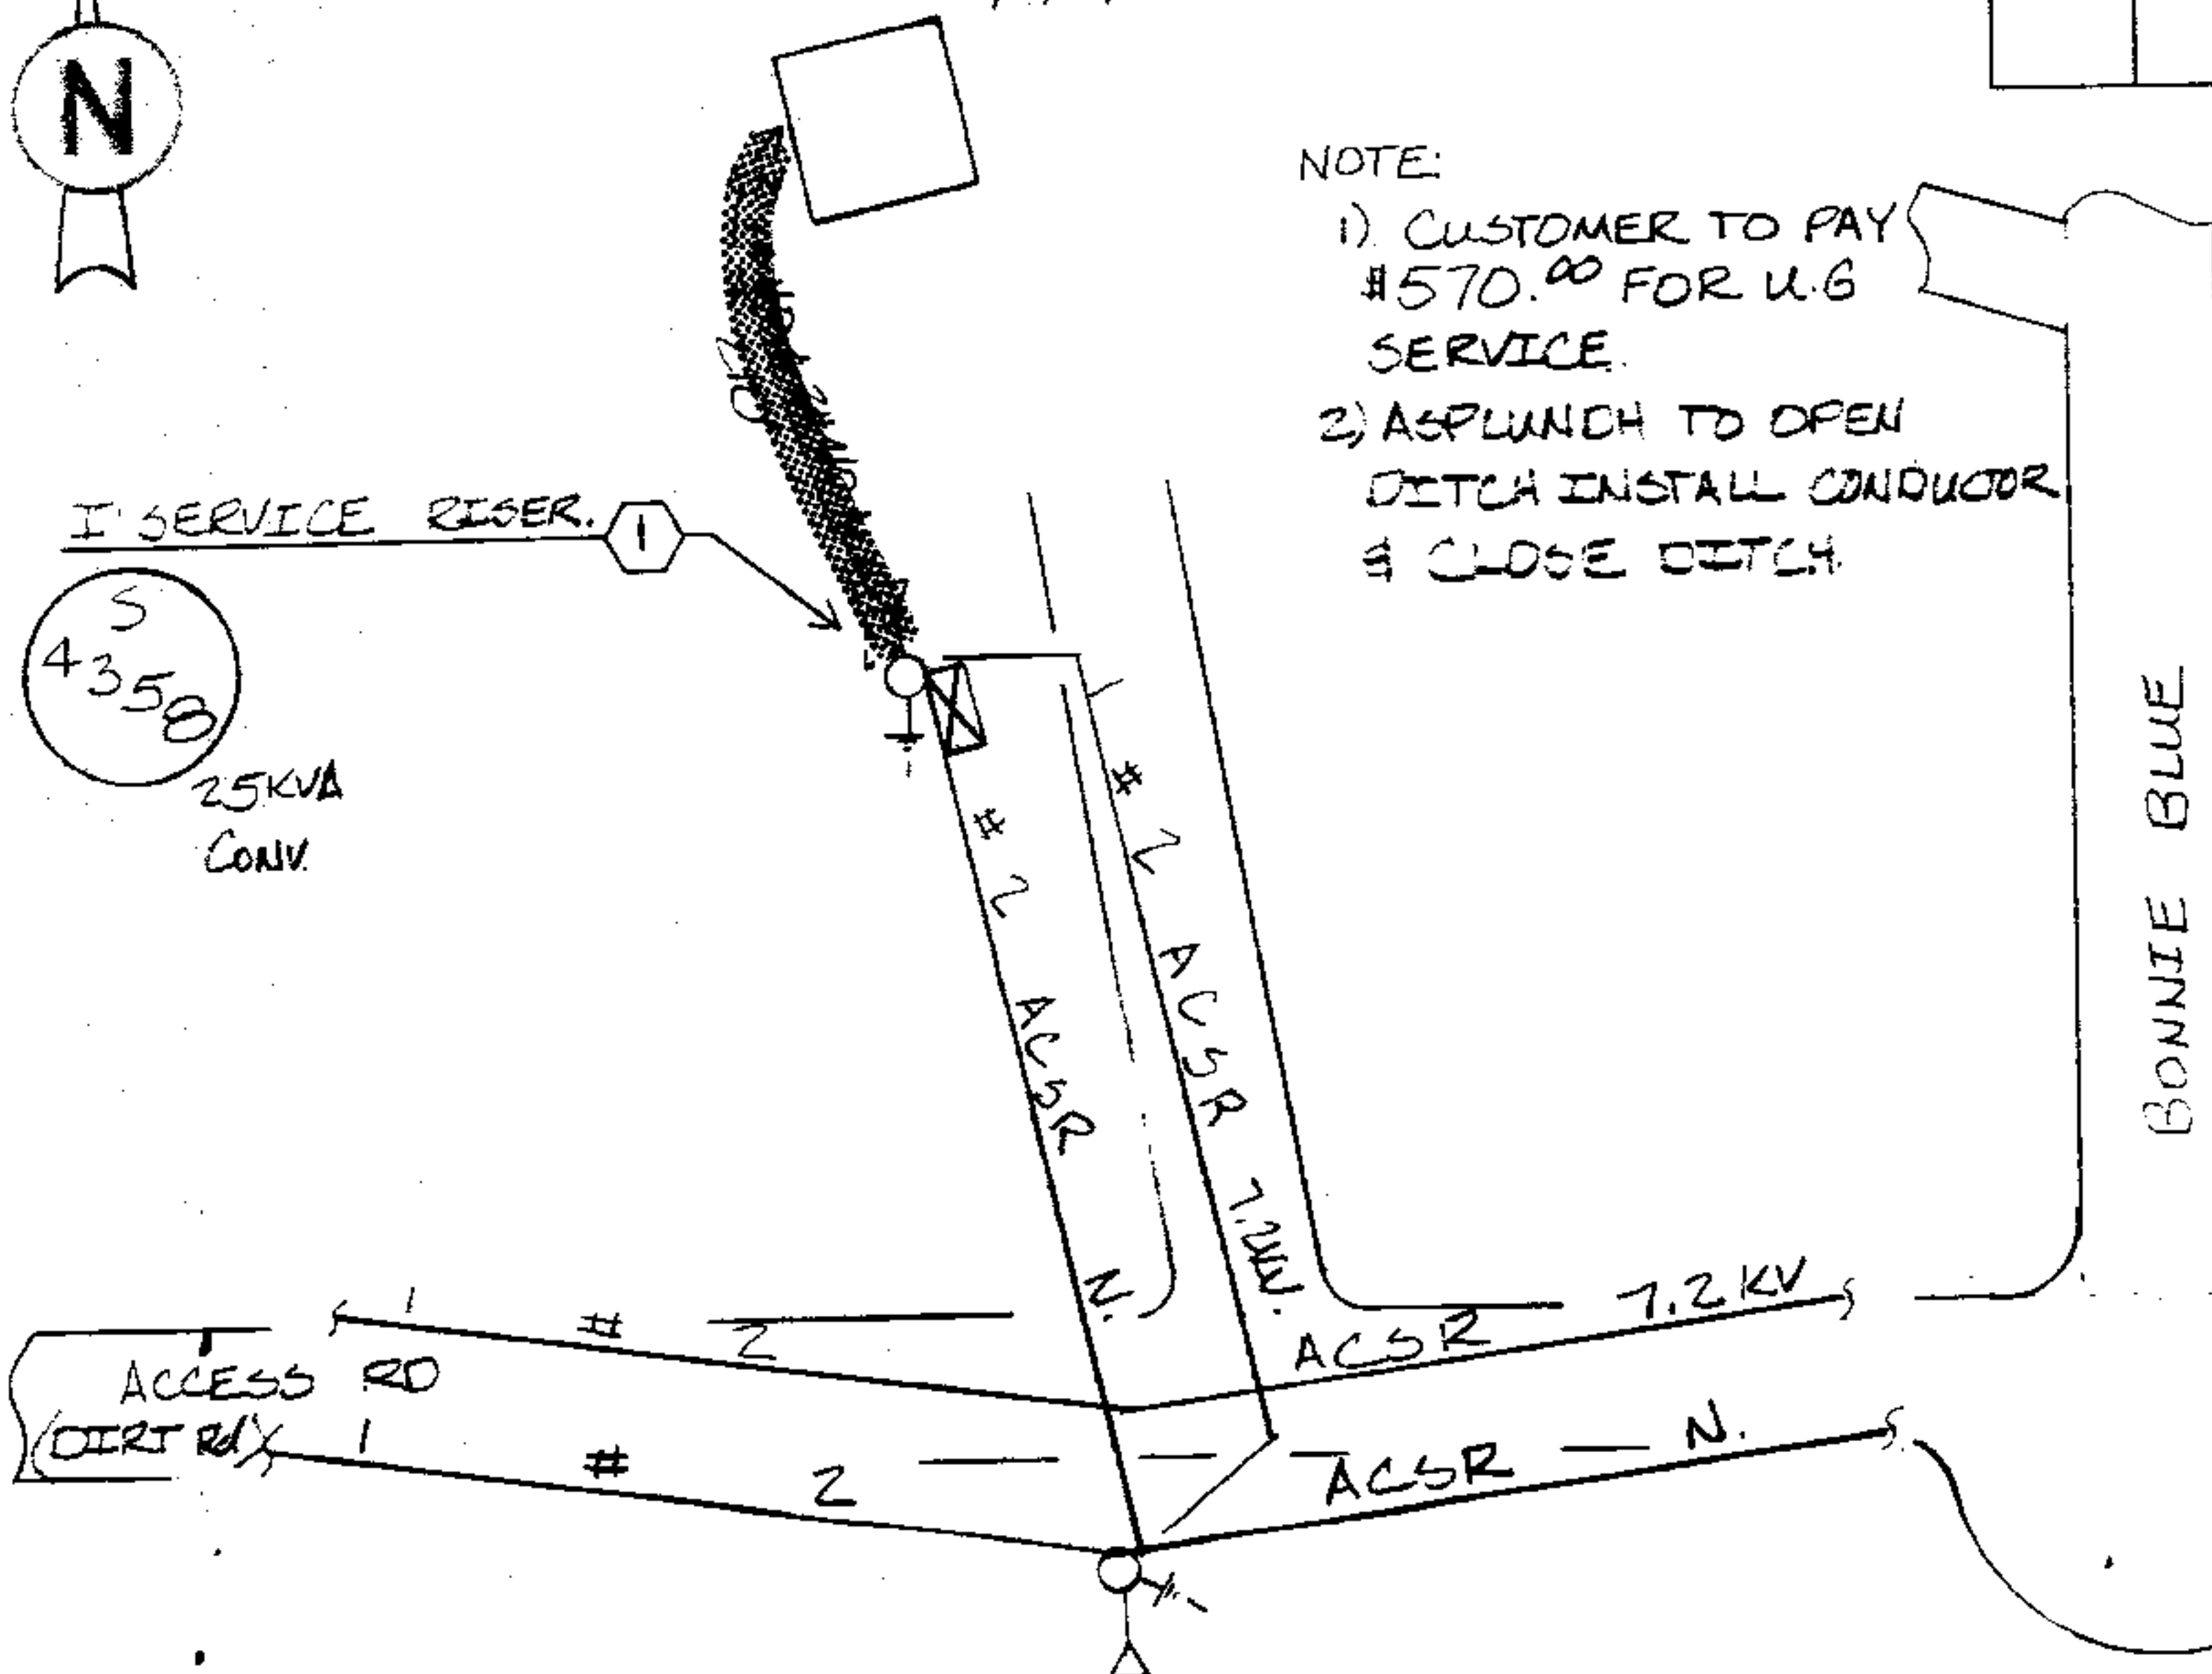 N
NOTE:
1) CUSTOMER TO PAY
$570.00 FOR U.G
SERVICE.
2) ASPLUNDH TO OPEN
DITCH INSTALL CONDUCTOR
& CLOSE DITCH.
I SERVICE RISER.
1
S
4358
25KVA
CONV.
# 2 ACSR N.
# 2 ACSR 7.2KV.
BONNIE BLUE
1 # 2 ACSR 7.2KV
ACCESS RD
(DIRT Rd)
1 # 2 ACSR N.